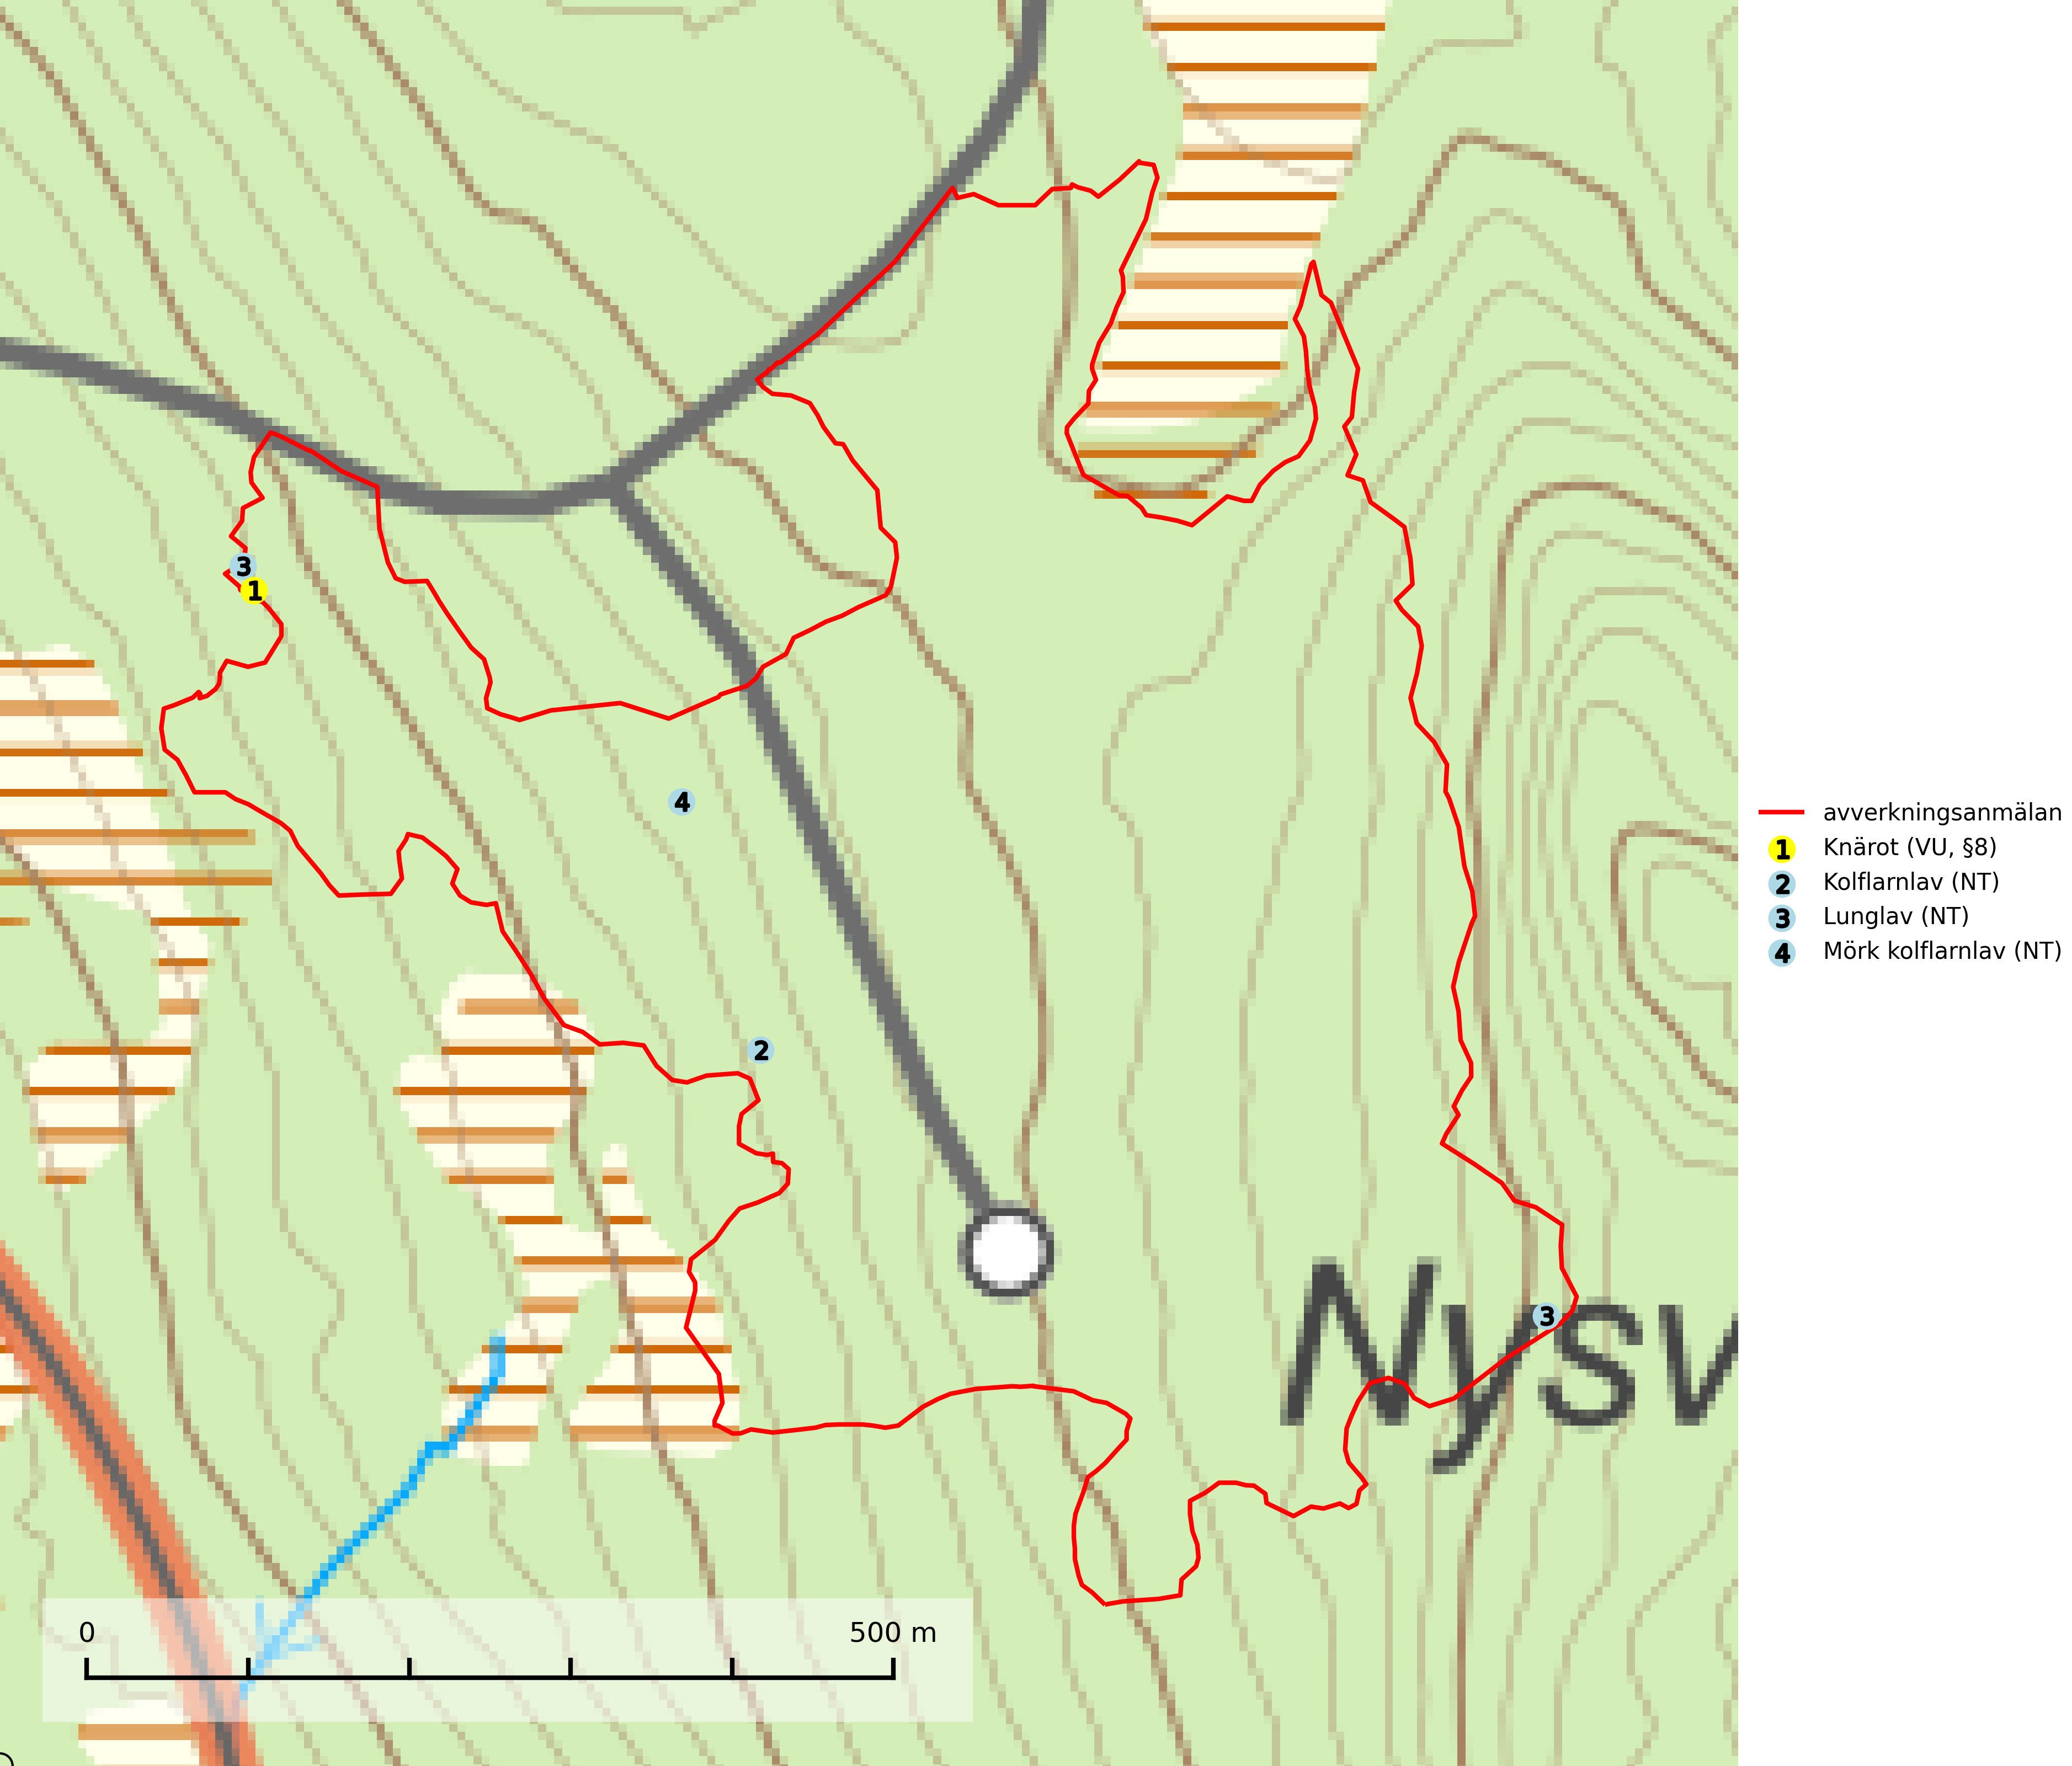 3
1
4
2
3
Nysv
0 500 m
avverkningsanmälan
1 Knärot (VU, §8)
2 Kolflarnlav (NT)
3 Lunglav (NT)
4 Mörk kolflarnlav (NT)